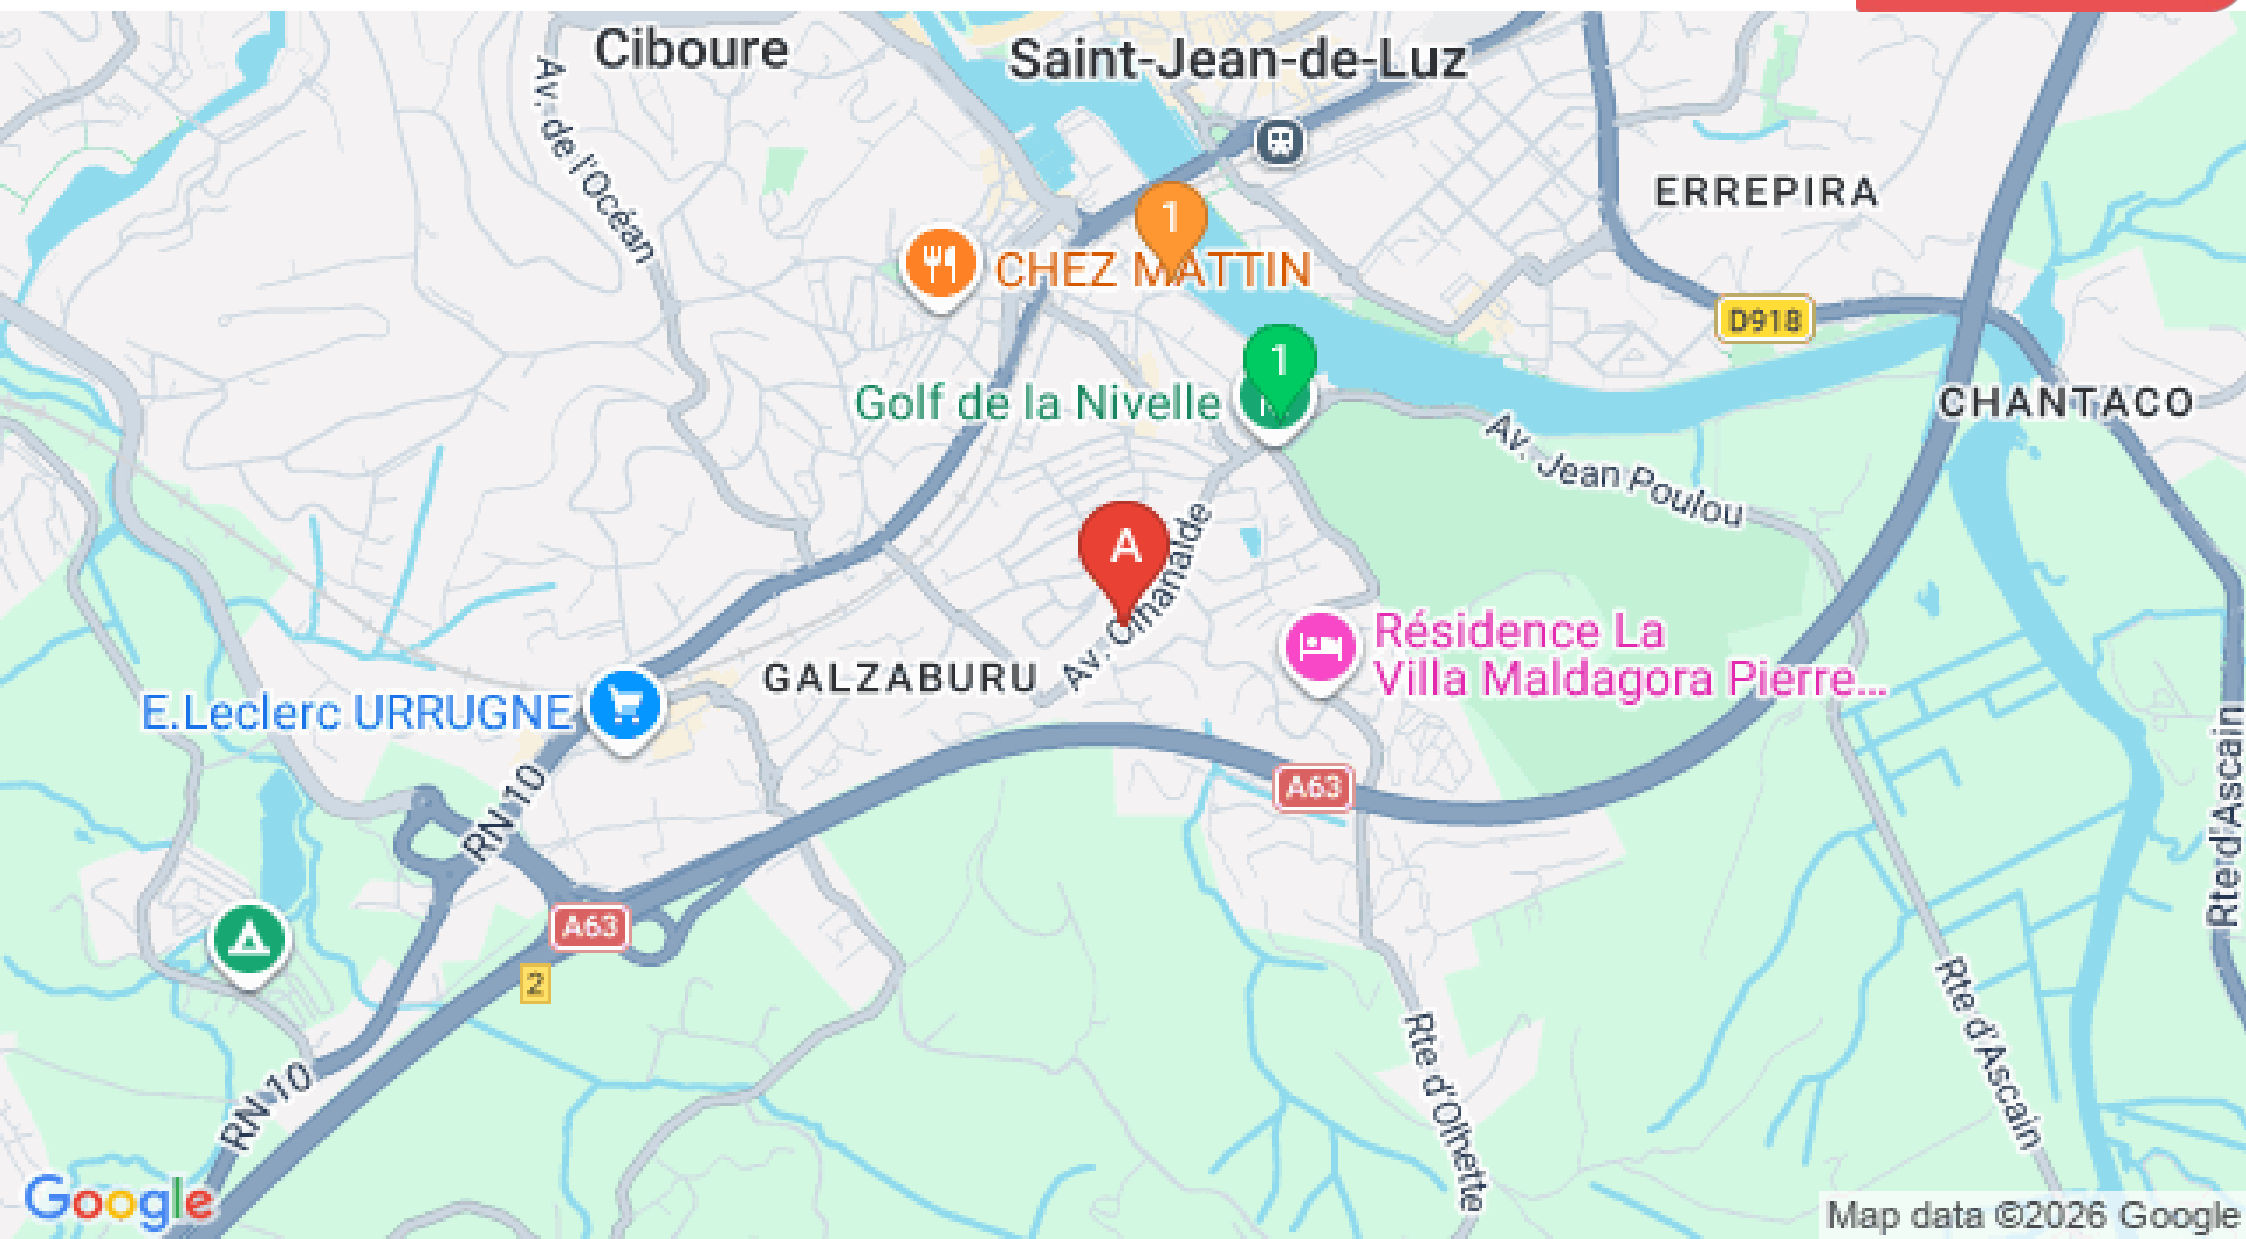 Ciboure
Saint-Jean-de-Luz
Av. de l'Océan
ERREPIRA
1
CHEZ MATTIN
D918
1
Golf de la Nivelle
CHANTACO
Av. Jean Poulou
A
Av. Oihanalde
Résidence La
Villa Maldagora Pierre...
GALZABURU
E.Leclerc URRUGNE
RN 10
A63
A63
2
Rte d'Ascain
Rte d'Ascain
Rte d'Olhette
RN 10
Google
Map data ©2026 Google